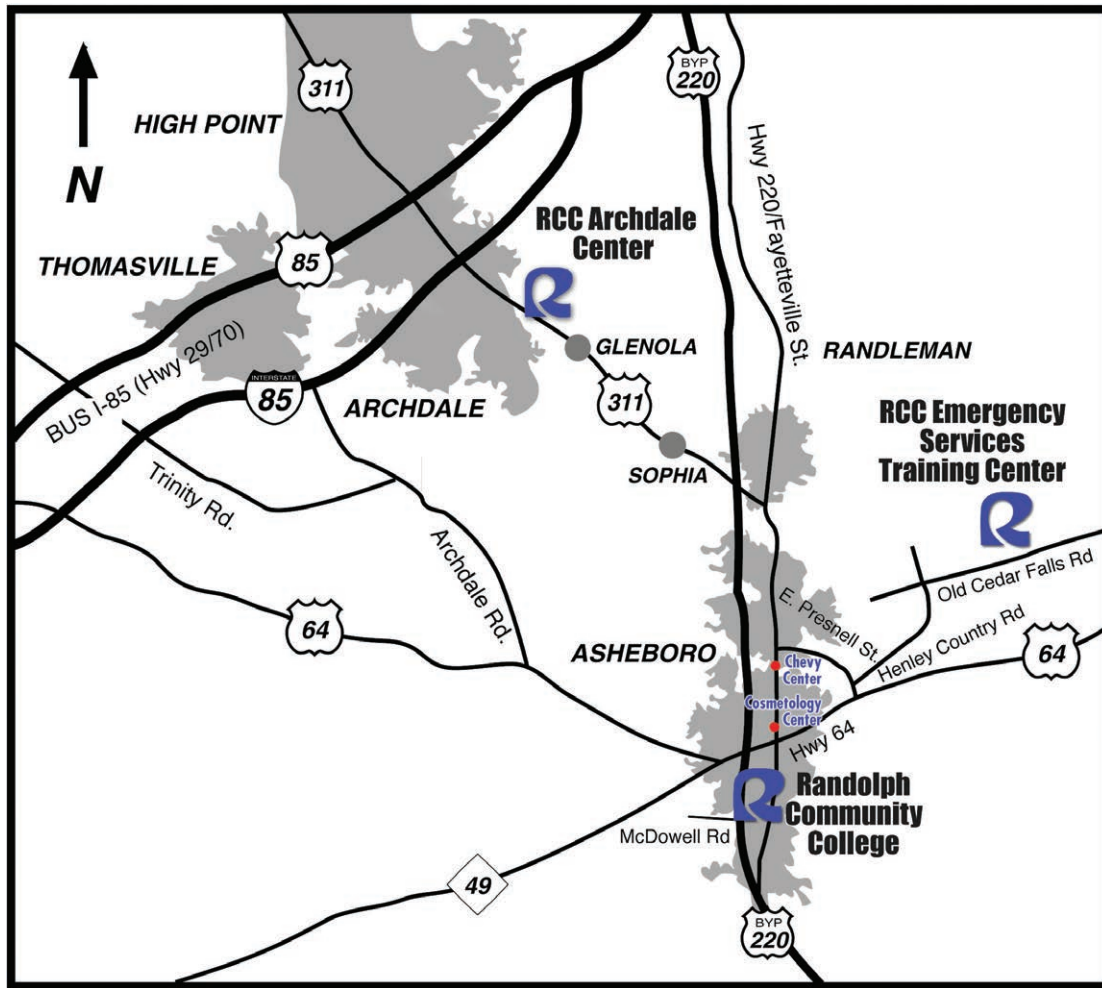 BYP
220
311
HIGH POINT
N
Hwy 220/Fayetteville St.
RCC Archdale
Center
THOMASVILLE
85
GLENOLA
RANDLEMAN
BUS I-85 (Hwy 29/70)
INTERSTATE
85
ARCHDALE
311
RCC Emergency
Services
Training Center
SOPHIA
Trinity Rd.
Archdale Rd.
Old Cedar Falls Rd
E. Presnell St.
Henley Country Rd
64
64
ASHEBORO
Chevy
Center
Cosmetology
Center
Hwy 64
Randolph
Community
College
McDowell Rd
49
BYP
220